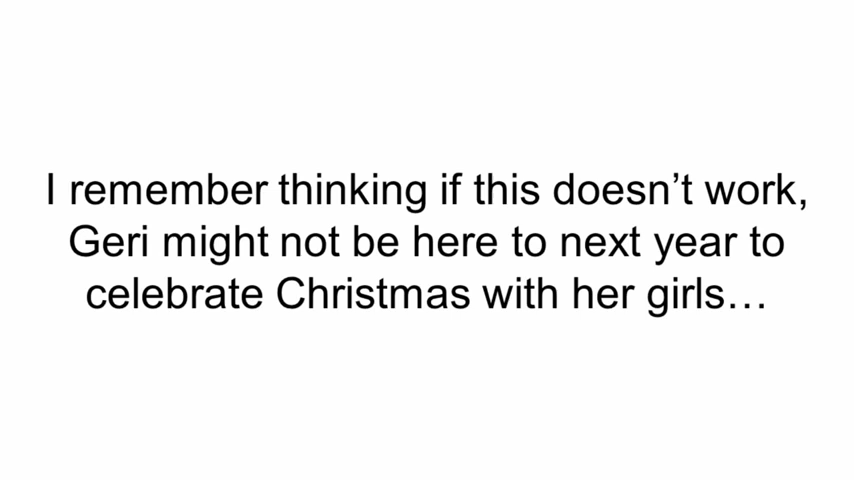 I remember thinking if this doesn’t work,
Geri might not be here to next year to
celebrate Christmas with her girls…